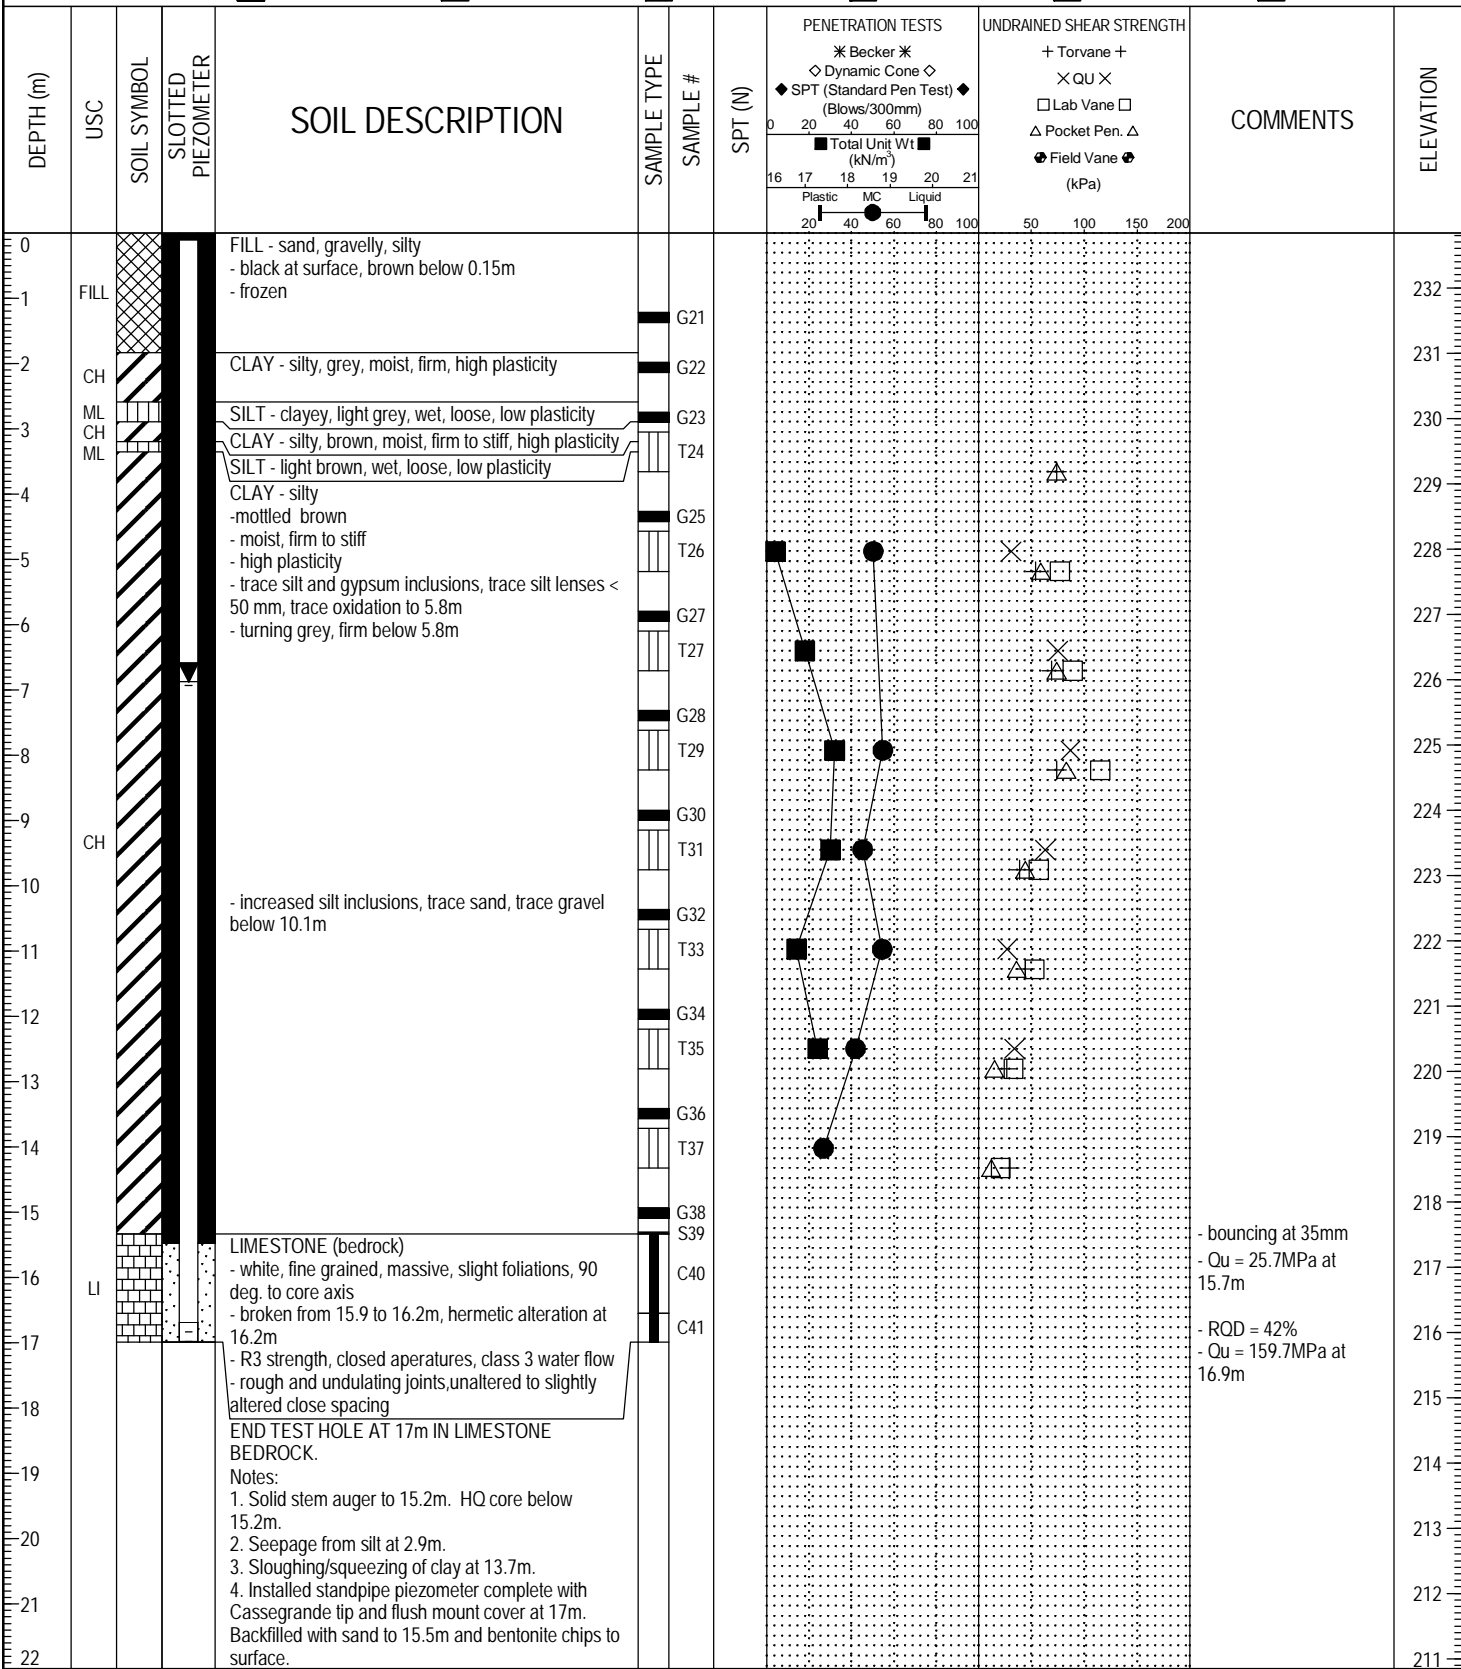 DEPTH (m)
USC
SOIL SYMBOL
SLOTTED
PIEZOMETER
SOIL DESCRIPTION
SAMPLE TYPE
SAMPLE #
SPT (N)
PENETRATION TESTS
✳ Becker ✳
◇ Dynamic Cone ◇
◆ SPT (Standard Pen Test) ◆
(Blows/300mm)
0 20 40 60 80 100
■ Total Unit Wt ■
(kN/m³)
16 17 18 19 20 21
Plastic MC Liquid
20 40 60 80 100
UNDRAINED SHEAR STRENGTH
+ Torvane +
× QU ×
□ Lab Vane □
△ Pocket Pen. △
Field Vane
(kPa)
50 100 150 200
COMMENTS
ELEVATION
0
1
2
3
4
5
6
7
8
9
10
11
12
13
14
15
16
17
18
19
20
21
22
FILL
CH
ML
CH
ML
CH
LI
FILL - sand, gravelly, silty
- black at surface, brown below 0.15m
- frozen
CLAY - silty, grey, moist, firm, high plasticity
SILT - clayey, light grey, wet, loose, low plasticity
CLAY - silty, brown, moist, firm to stiff, high plasticity
SILT - light brown, wet, loose, low plasticity
CLAY - silty
-mottled brown
- moist, firm to stiff
- high plasticity
- trace silt and gypsum inclusions, trace silt lenses <
50 mm, trace oxidation to 5.8m
- turning grey, firm below 5.8m
- increased silt inclusions, trace sand, trace gravel
below 10.1m
LIMESTONE (bedrock)
- white, fine grained, massive, slight foliations, 90
deg. to core axis
- broken from 15.9 to 16.2m, hermetic alteration at
16.2m
- R3 strength, closed aperatures, class 3 water flow
- rough and undulating joints,unaltered to slightly
altered close spacing
END TEST HOLE AT 17m IN LIMESTONE
BEDROCK.
Notes:
1. Solid stem auger to 15.2m. HQ core below
15.2m.
2. Seepage from silt at 2.9m.
3. Sloughing/squeezing of clay at 13.7m.
4. Installed standpipe piezometer complete with
Cassegrande tip and flush mount cover at 17m.
Backfilled with sand to 15.5m and bentonite chips to
surface.
G21
G22
G23
T24
G25
T26
G27
T27
G28
T29
G30
T31
G32
T33
G34
T35
G36
T37
G38
S39
C40
C41
- bouncing at 35mm
- Qu = 25.7MPa at
15.7m
- RQD = 42%
- Qu = 159.7MPa at
16.9m
232
231
230
229
228
227
226
225
224
223
222
221
220
219
218
217
216
215
214
213
212
211